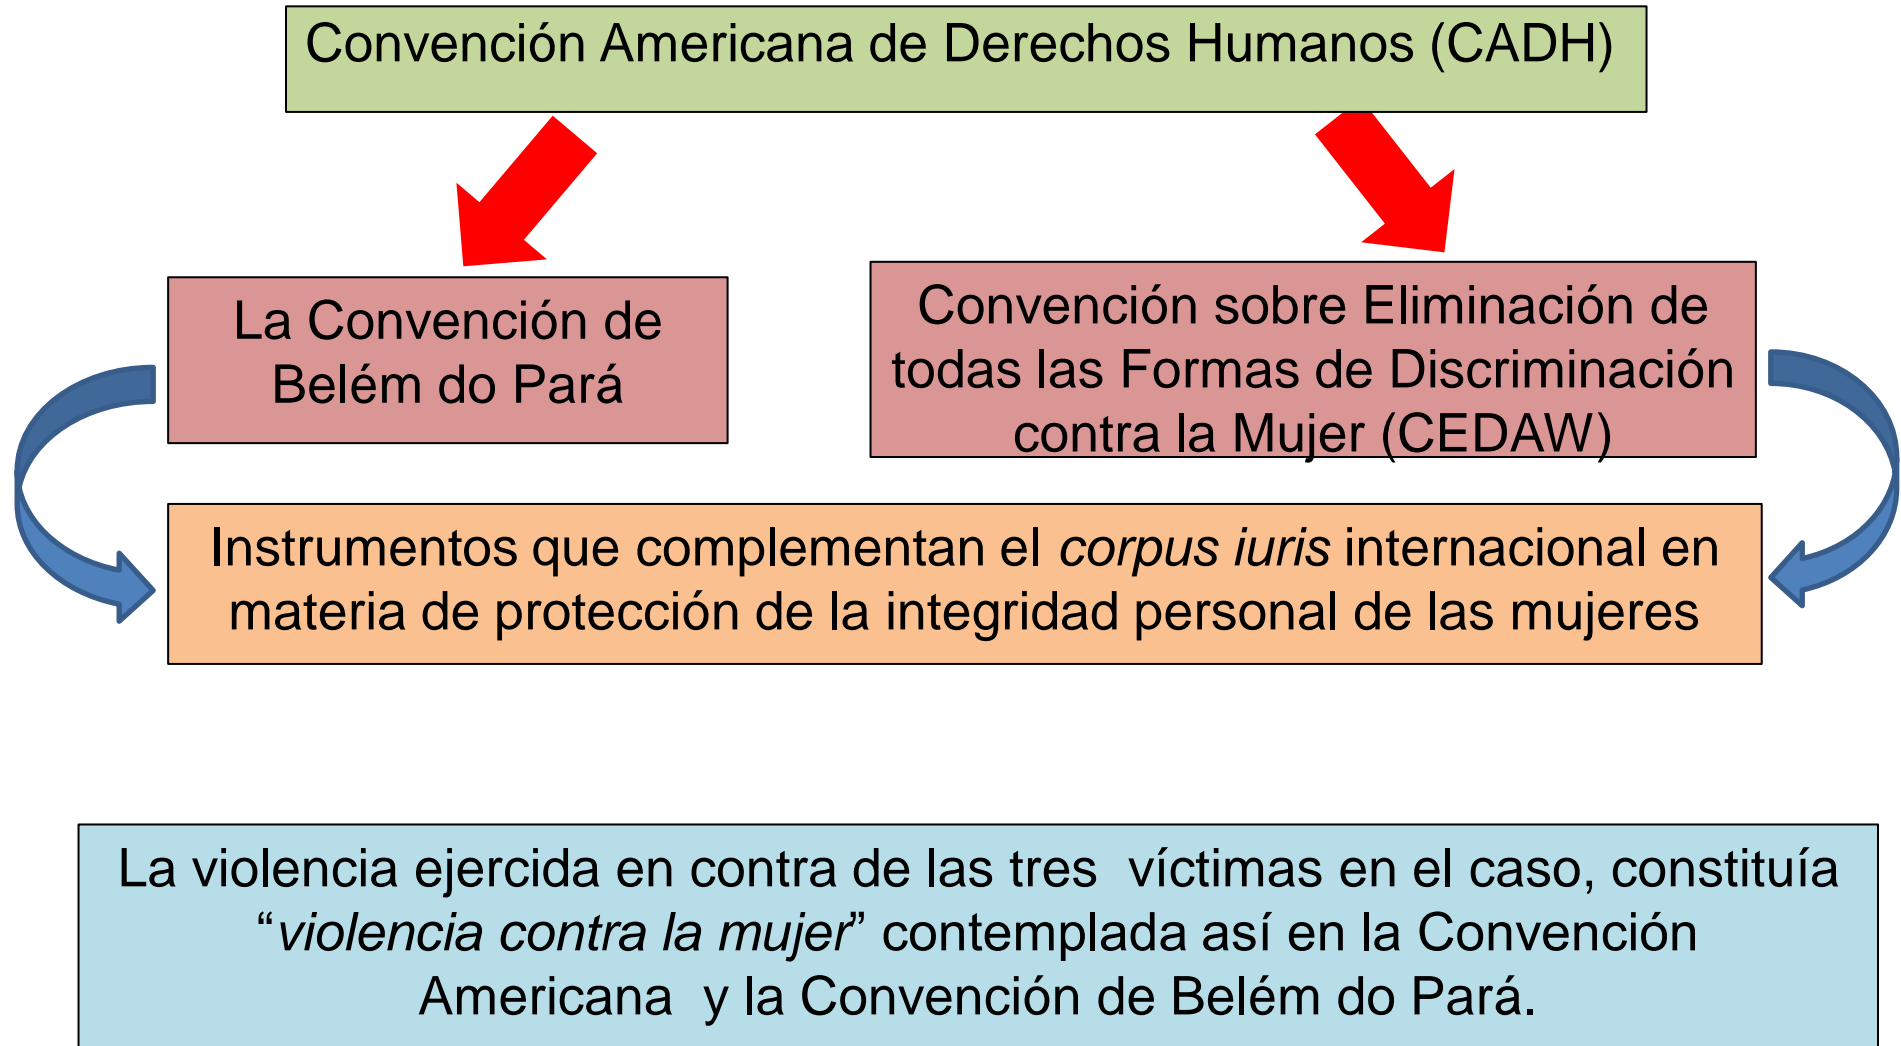 Convención Americana de Derechos Humanos (CADH)
La Convención de
Belém do Pará
Convención sobre Eliminación de
todas las Formas de Discriminación
contra la Mujer (CEDAW)
Instrumentos que complementan el corpus iuris internacional en
materia de protección de la integridad personal de las mujeres
La violencia ejercida en contra de las tres  víctimas en el caso, constituía
“violencia contra la mujer” contemplada así en la Convención
Americana  y la Convención de Belém do Pará.